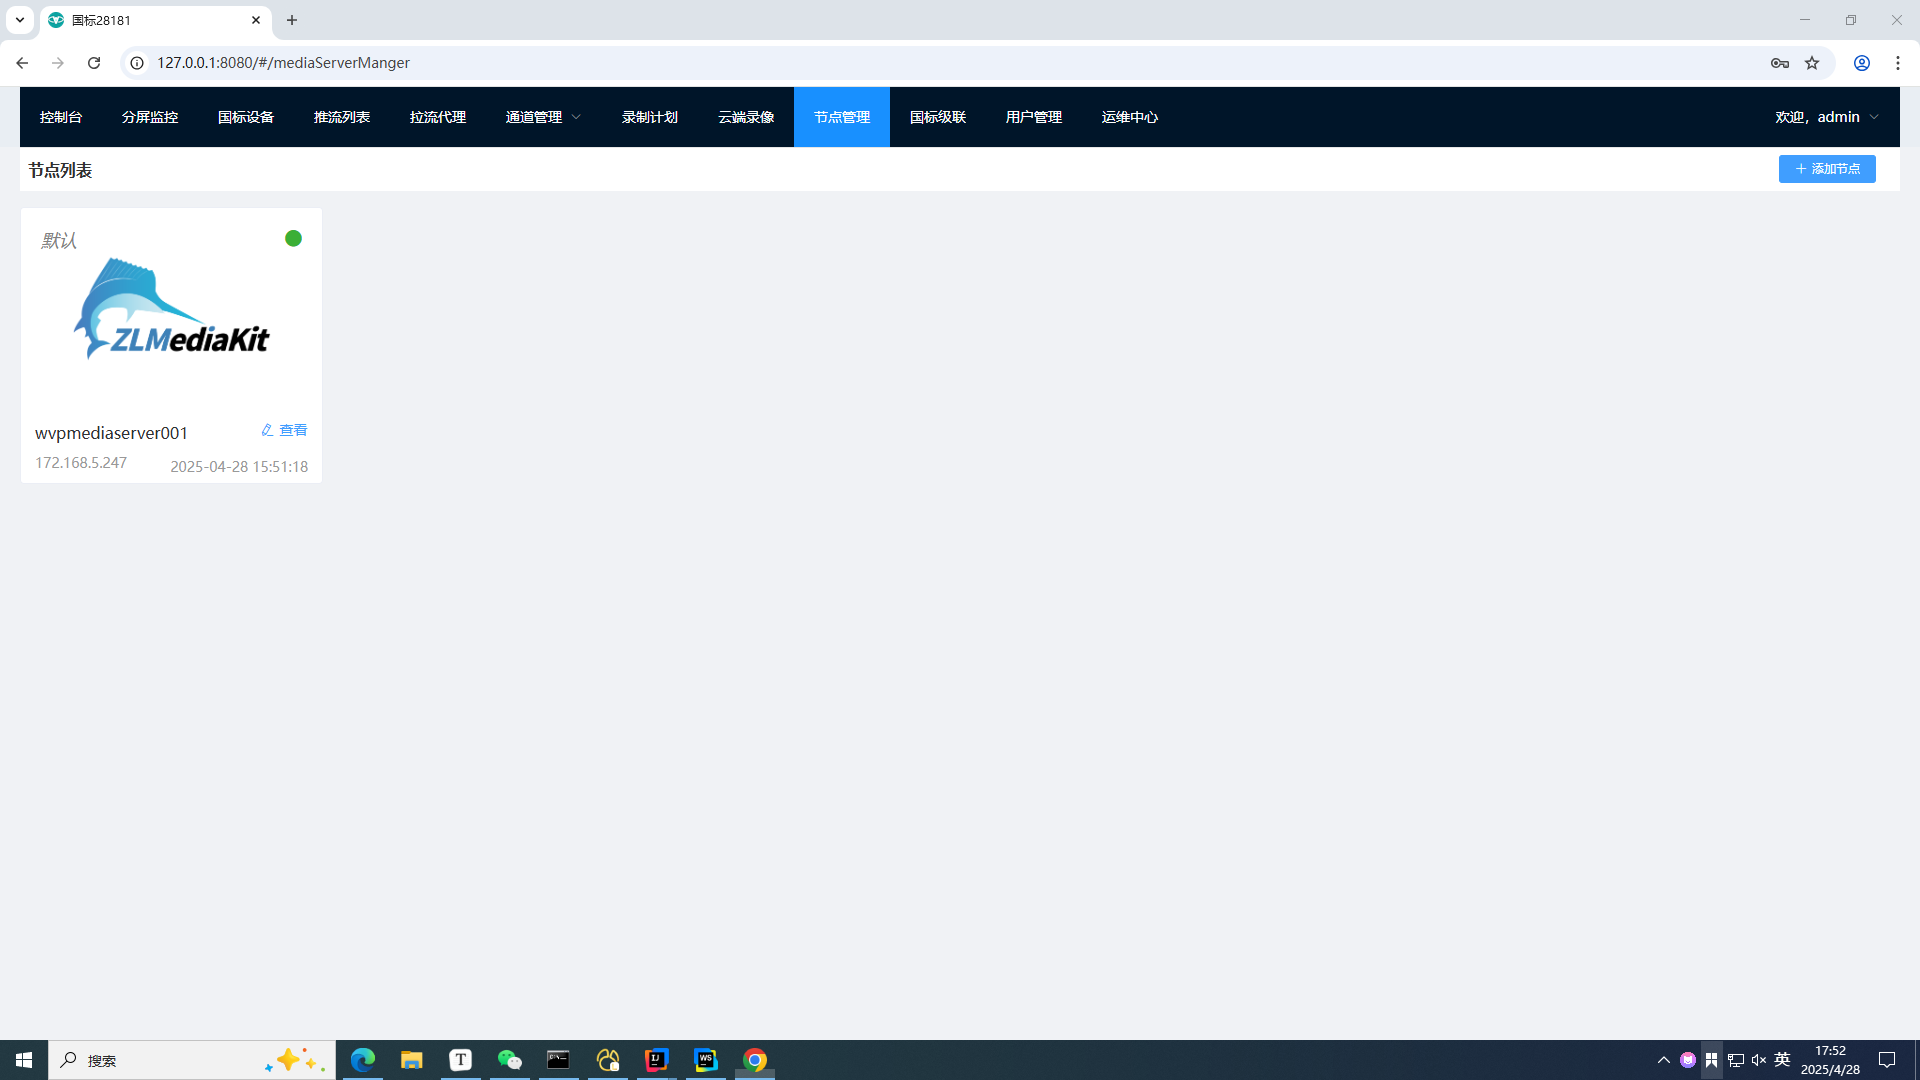 国标28181
127.0.0.1:8080/#/mediaServerManger
控制台 分屏监控 国标设备 推流列表 拉流代理 通道管理 录制计划 云端录像 节点管理 国标级联 用户管理 运维中心 欢迎，admin
节点列表 添加节点
默认
ZLMediaKit
wvpmediaserver001 查看
172.168.5.247 2025-04-28 15:51:18
搜索
T
IJ
WS
英
17:52
2025/4/28